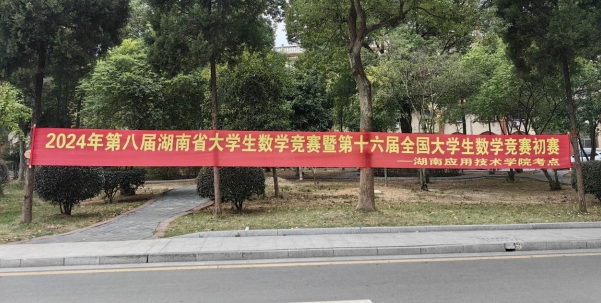 2024年第八届湖南省大学生数学竞赛暨第十六届全国大学生数学竞赛初赛
——湖南应用技术学院考点